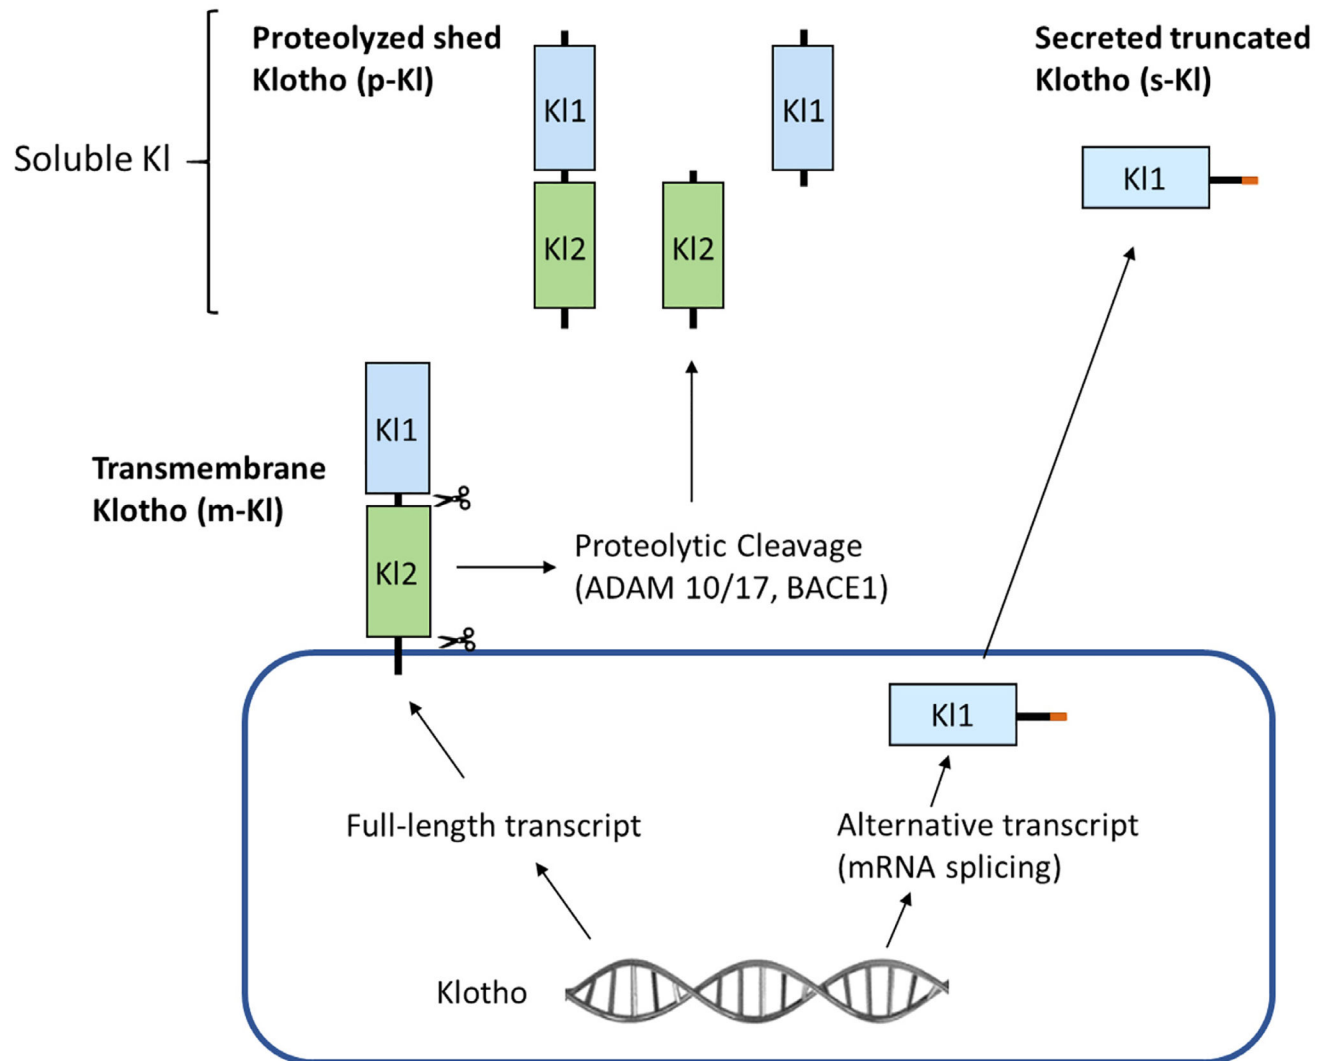 Proteolyzed shed
Klotho (p-Kl)
Secreted truncated
Klotho (s-Kl)
Soluble Kl
Kl1
Kl2
Kl2
Kl1
Kl1
Transmembrane
Klotho (m-Kl)
Kl1
Kl2
Proteolytic Cleavage
(ADAM 10/17, BACE1)
Kl1
Full-length transcript
Alternative transcript
(mRNA splicing)
Klotho